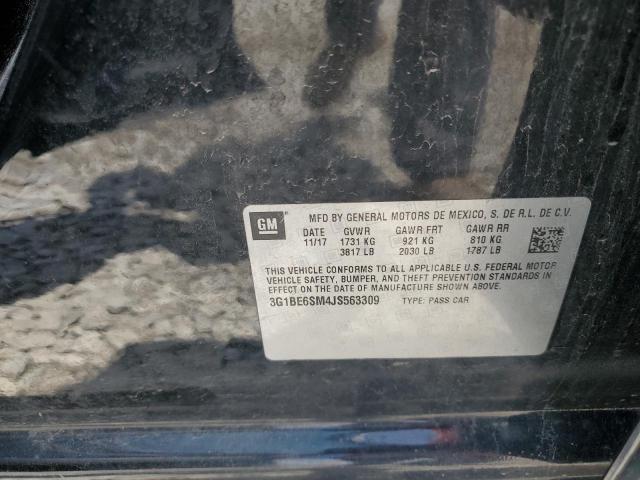 GM
MFD BY GENERAL MOTORS DE MEXICO, S. DE R.L. DE C.V.
DATE GVWR GAWR FRT GAWR RR
11/17 1731 KG 921 KG 810 KG
3817 LB 2030 LB 1787 LB
THIS VEHICLE CONFORMS TO ALL APPLICABLE U.S. FEDERAL MOTOR
VEHICLE SAFETY, BUMPER, AND THEFT PREVENTION STANDARDS IN
EFFECT ON THE DATE OF MANUFACTURE SHOWN ABOVE.
3G1BE6SM4JS563309 TYPE: PASS CAR